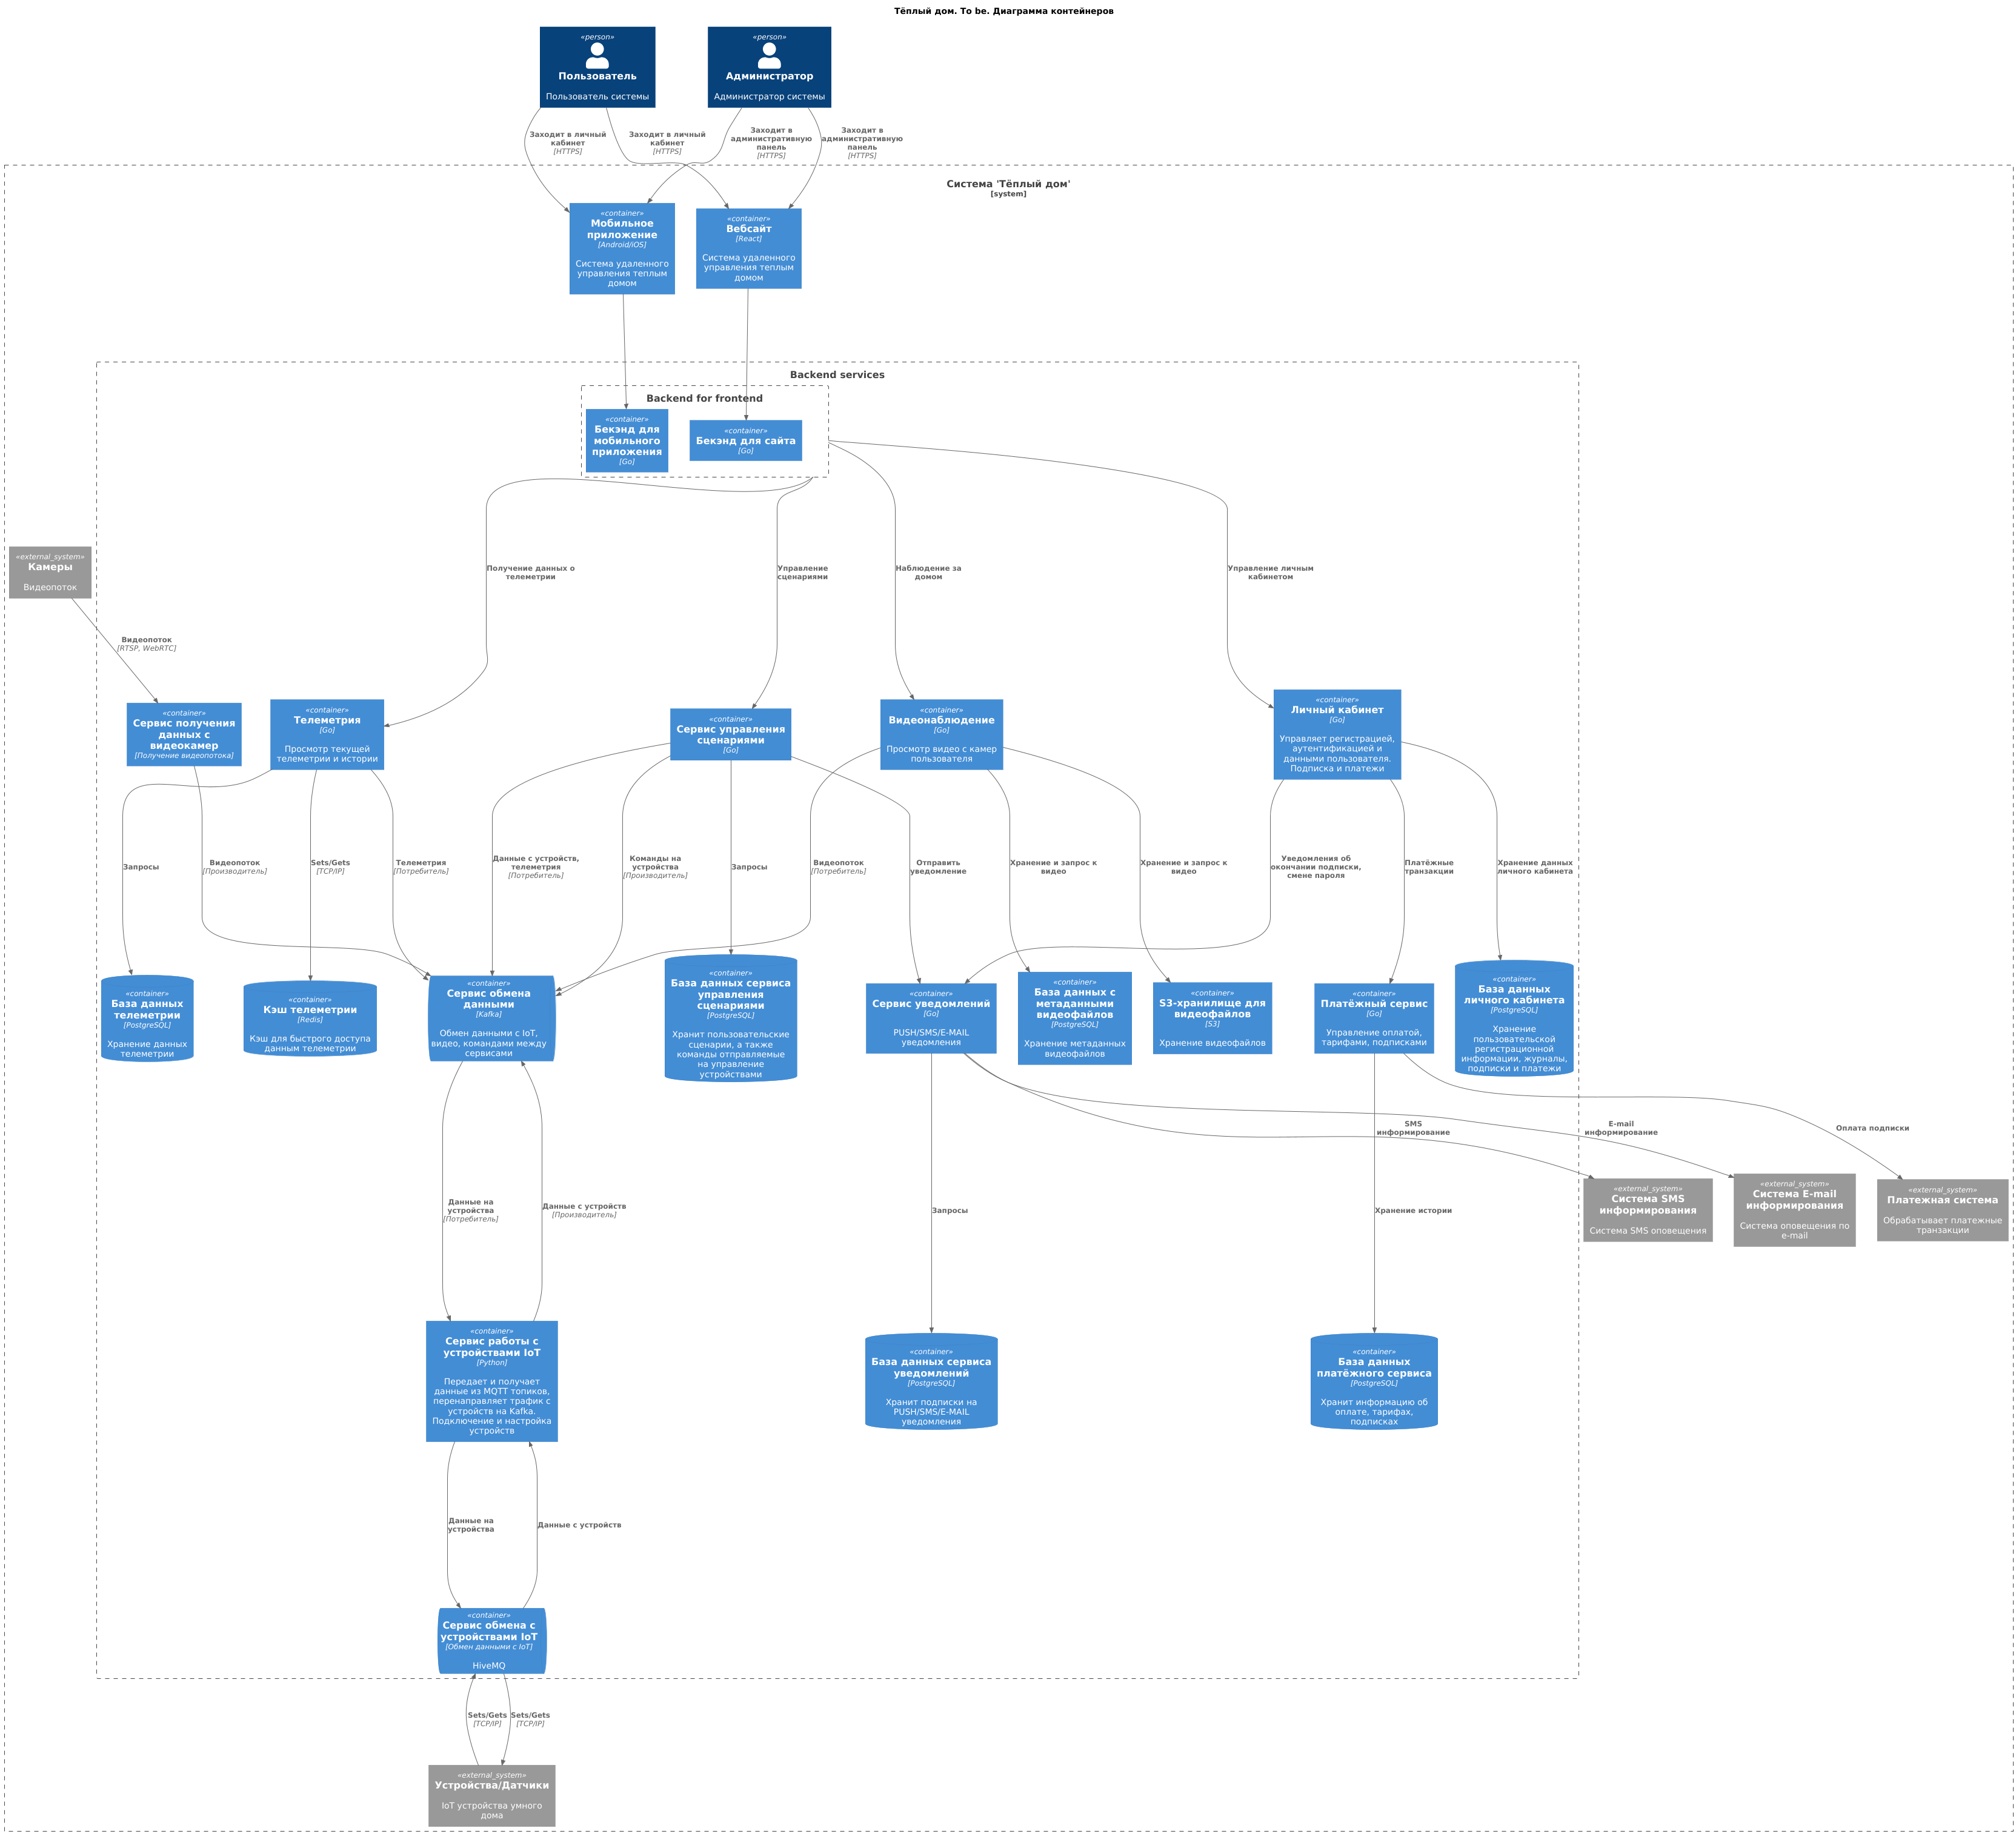 Тёплый дом. To be. Диаграмма контейнеров
«person»
Пользователь
Пользователь системы
«person»
Администратор
Администратор системы
Заходит в личный
кабинет
[HTTPS]
Заходит в личный
кабинет
[HTTPS]
Заходит в
административную
панель
[HTTPS]
Заходит в
административную
панель
[HTTPS]
Система 'Тёплый дом'
[system]
«container»
Мобильное
приложение
[Android/iOS]
Система удаленного
управления теплым
домом
«container»
Вебсайт
[React]
Система удаленного
управления теплым
домом
Backend services
Backend for frontend
«container»
Бекэнд для
мобильного
приложения
[Go]
«container»
Бекэнд для сайта
[Go]
«external_system»
Камеры
Видеопоток
Получение данных о
телеметрии
Управление
сценариями
Наблюдение за
домом
Управление личным
кабинетом
Видеопоток
[RTSP, WebRTC]
«container»
Сервис получения
данных с
видеокамер
[Получение видеопотока]
«container»
Телеметрия
[Go]
Просмотр текущей
телеметрии и истории
«container»
Сервис управления
сценариями
[Go]
«container»
Видеонаблюдение
[Go]
Просмотр видео с камер
пользователя
«container»
Личный кабинет
[Go]
Управляет регистрацией,
аутентификацией и
данными пользователя.
Подписка и платежи
Запросы
Видеопоток
[Производитель]
Sets/Gets
[TCP/IP]
Телеметрия
[Потребитель]
Данные с устройств,
телеметрия
[Потребитель]
Команды на
устройства
[Производитель]
Запросы
Видеопоток
[Потребитель]
Отправить
уведомление
Хранение и запрос к
видео
Хранение и запрос к
видео
Уведомления об
окончании подписки,
смене пароля
Платёжные
транзакции
Хранение данных
личного кабинета
«container»
База данных
телеметрии
[PostgreSQL]
Хранение данных
телеметрии
«container»
Кэш телеметрии
[Redis]
Кэш для быстрого доступа
данным телеметрии
«container»
Сервис обмена
данными
[Kafka]
Обмен данными с IoT,
видео, командами между
сервисами
«container»
База данных сервиса
управления
сценариями
[PostgreSQL]
Хранит пользовательские
сценарии, а также
команды отправляемые
на управление
устройствами
«container»
Сервис уведомлений
[Go]
PUSH/SMS/E-MAIL
уведомления
«container»
База данных с
метаданными
видеофайлов
[PostgreSQL]
Хранение метаданных
видеофайлов
«container»
S3-хранилище для
видеофайлов
[S3]
Хранение видеофайлов
«container»
Платёжный сервис
[Go]
Управление оплатой,
тарифами, подписками
«container»
База данных
личного кабинета
[PostgreSQL]
Хранение
пользовательской
регистрационной
информации, журналы,
подписки и платежи
SMS
информирование
E-mail
информирование
Оплата подписки
Данные на
устройства
[Потребитель]
Данные с устройств
[Производитель]
Запросы
Хранение истории
«external_system»
Система SMS
информирования
Система SMS оповещения
«external_system»
Система E-mail
информирования
Система оповещения по
e-mail
«external_system»
Платежная система
Обрабатывает платежные
транзакции
«container»
Сервис работы с
устройствами IoT
[Python]
Передает и получает
данные из MQTT топиков,
перенаправляет трафик с
устройств на Kafka.
Подключение и настройка
устройств
«container»
База данных сервиса
уведомлений
[PostgreSQL]
Хранит подписки на
PUSH/SMS/E-MAIL
уведомления
«container»
База данных
платёжного сервиса
[PostgreSQL]
Хранит информацию об
оплате, тарифах,
подписках
Данные на
устройства
Данные с устройств
«container»
Сервис обмена с
устройствами IoT
[Обмен данными с IoT]
HiveMQ
Sets/Gets
[TCP/IP]
Sets/Gets
[TCP/IP]
«external_system»
Устройства/Датчики
IoT устройства умного
дома